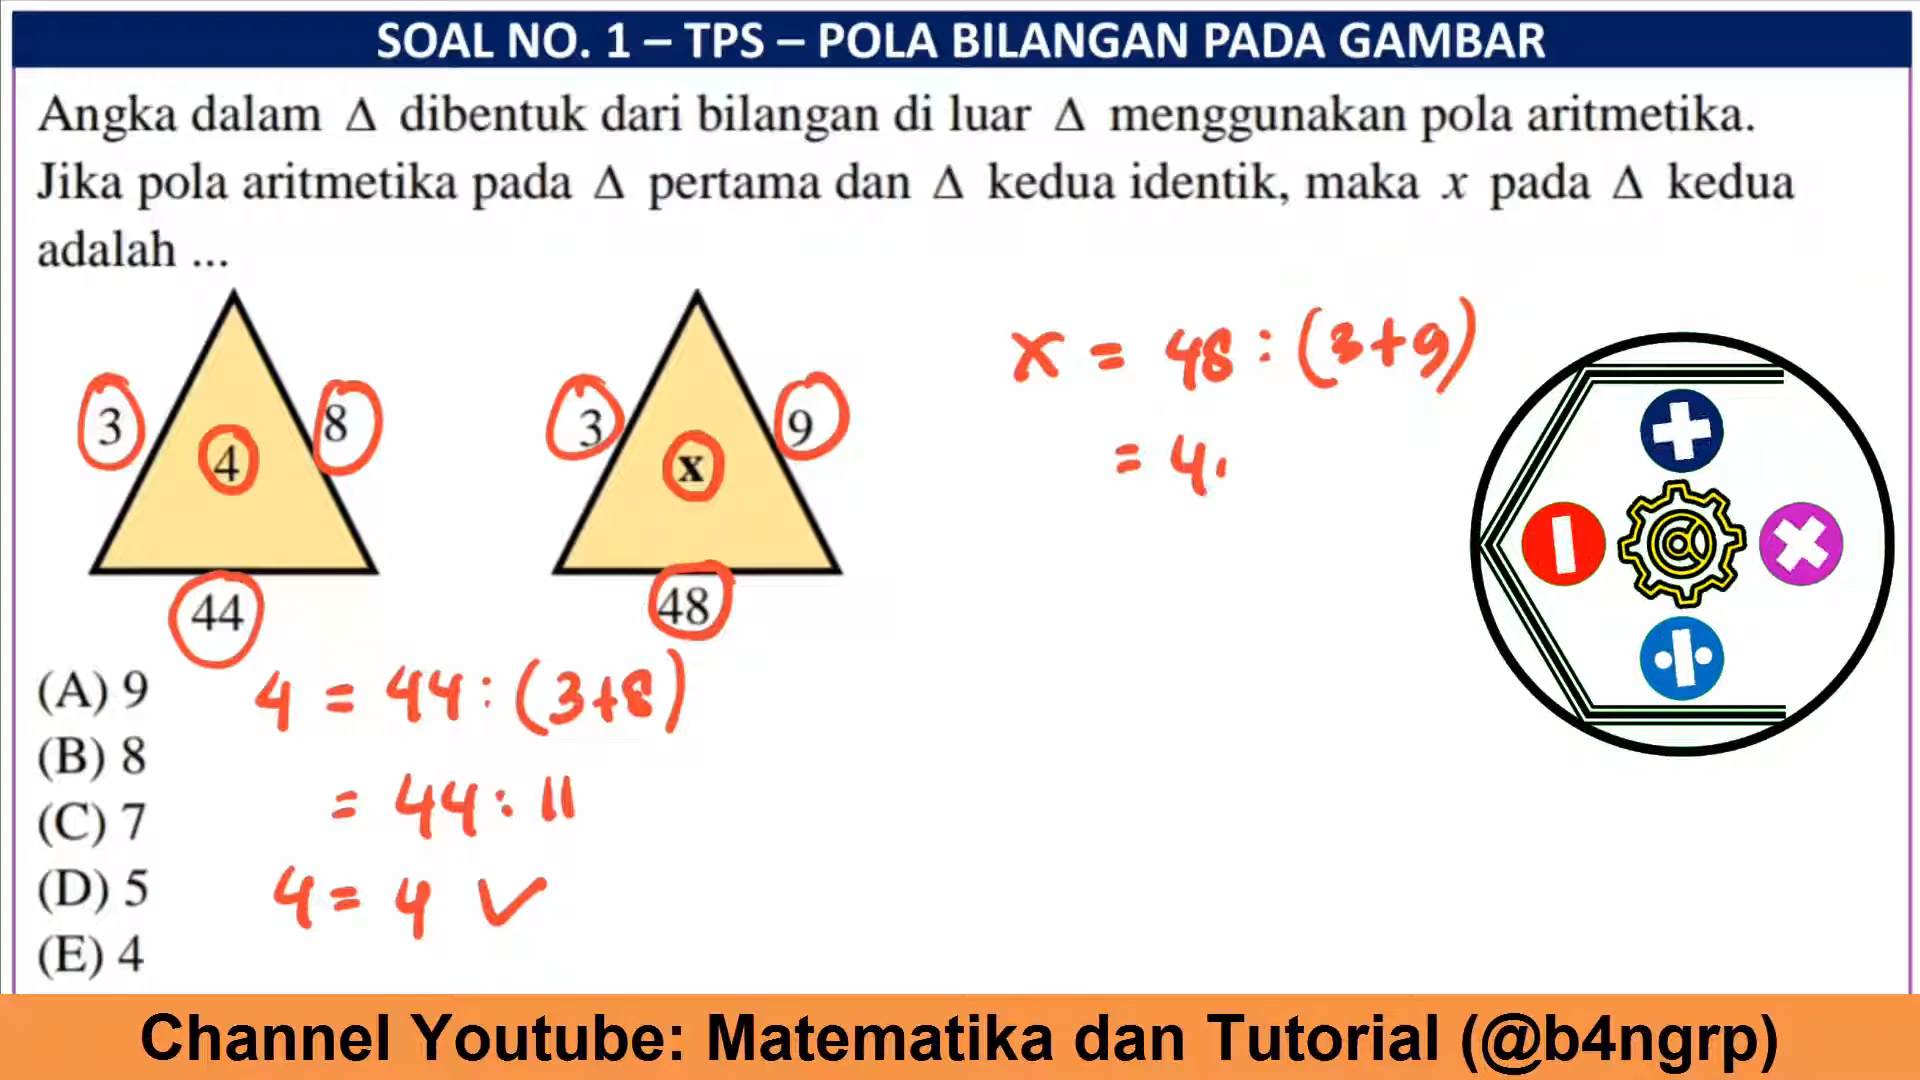 SOAL NO. 1 – TPS – POLA BILANGAN PADA GAMBAR
Angka dalam Δ dibentuk dari bilangan di luar Δ menggunakan pola aritmetika.
Jika pola aritmetika pada Δ pertama dan Δ kedua identik, maka x pada Δ kedua
adalah ...
3 4 8
44
3 x 9
48
x = 48 : (3+9)
= 4.
(A) 9
(B) 8
(C) 7
(D) 5
(E) 4
4 = 44 : (3+8)
= 44 : 11
4 = 4 ✓
Channel Youtube: Matematika dan Tutorial (@b4ngrp)